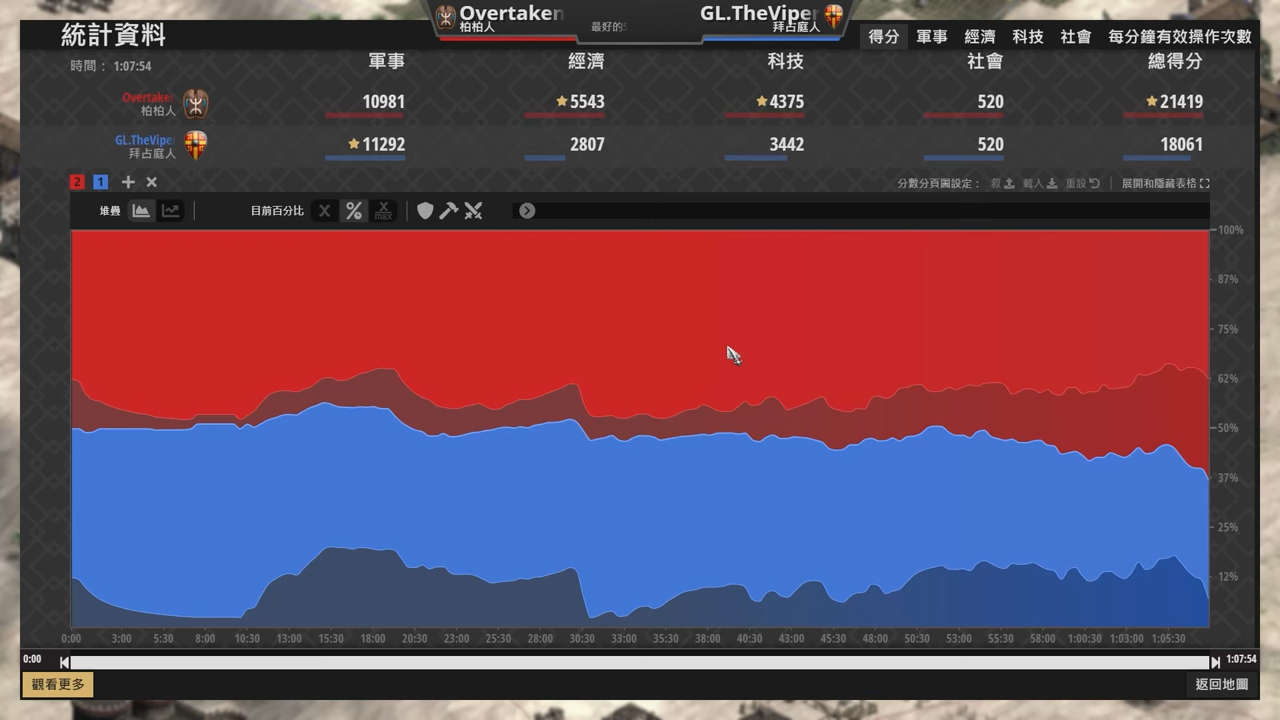 Overtaken
柏柏人
最好的
GL.TheViper
拜占庭人
統計資料
得分 軍事 經濟 科技 社會 每分鐘有效操作次數
時間： 1:07:54
軍事 經濟 科技 社會 總得分
Overtake
柏柏人
10981 5543 4375 520 21419
GL.TheVipe
拜占庭人
11292 2807 3442 520 18061
2 1
分數分頁圖設定： 載入 重設 展開和隱藏表格
堆疊 目前百分比 X % X max
100%
87%
75%
62%
50%
37%
25%
12%
0:00 3:00 5:30 8:00 10:30 13:00 15:30 18:00 20:30 23:00 25:30 28:00 30:30 33:00 35:30 38:00 40:30 43:00 45:30 48:00 50:30 53:00 55:30 58:00 1:00:30 1:03:00 1:05:30
0:00 1:07:54
觀看更多 返回地圖